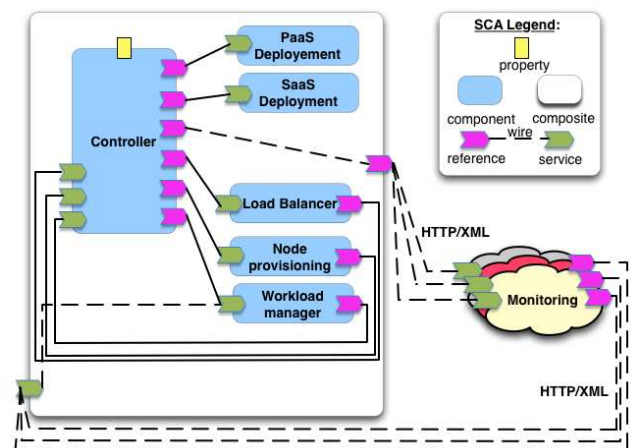 PaaS
Deployement
SaaS
Deployment
Controller
Load Balancer
Node
provisioning
Workload
manager
SCA Legend:
property
component
composite
wire
reference
service
HTTP/XML
Monitoring
HTTP/XML